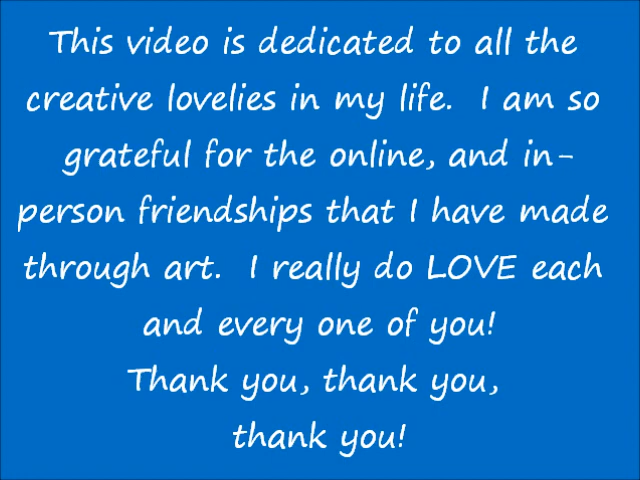 This video is dedicated to all the
creative lovelies in my life.  I am so
grateful for the online, and in-
person friendships that I have made
through art.  I really do LOVE each
and every one of you!
Thank you, thank you,
thank you!